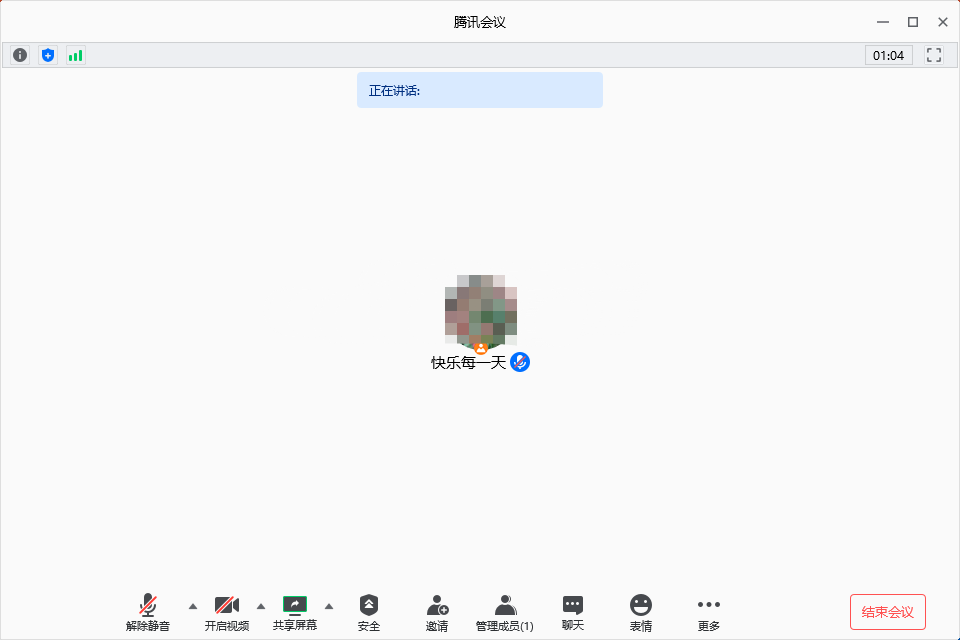 腾讯会议
01:04
正在讲话:
快乐每一天
解除静音
开启视频
共享屏幕
安全
邀请
管理成员(1)
聊天
表情
更多
结束会议